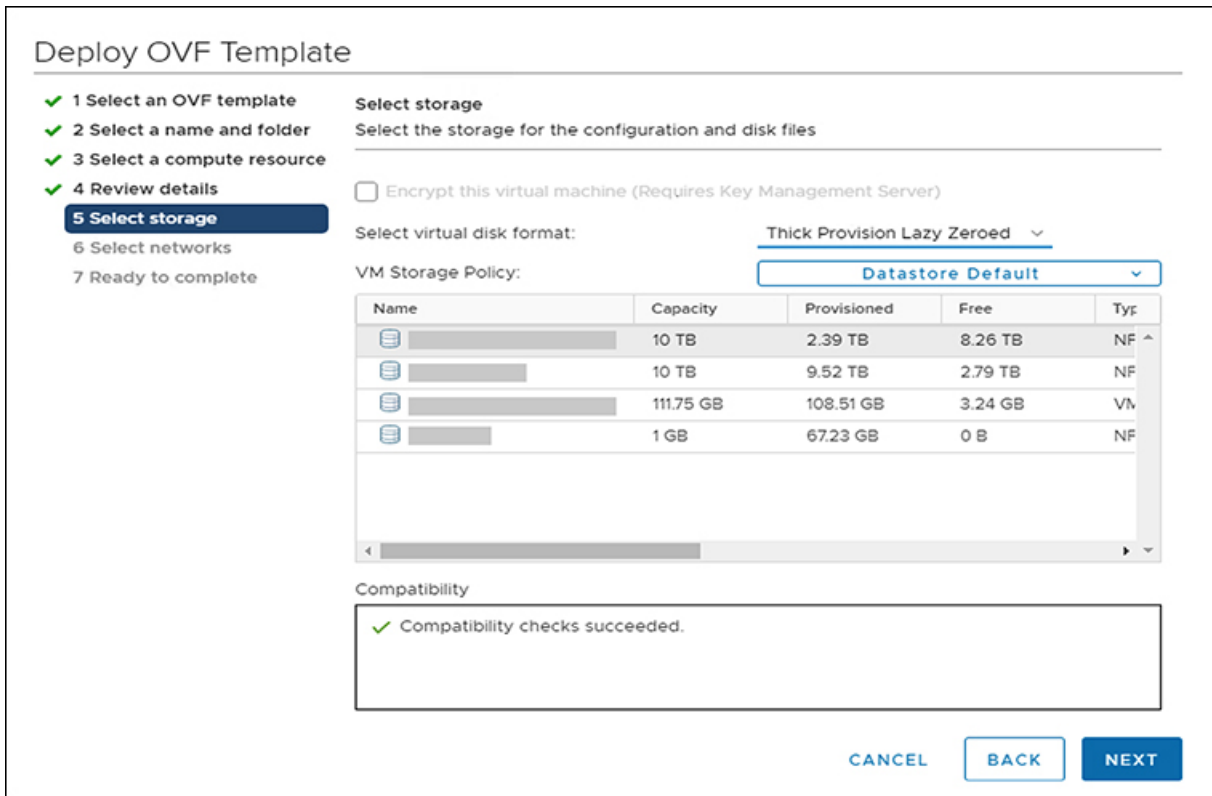 Deploy OVF Template
1 Select an OVF template
2 Select a name and folder
3 Select a compute resource
4 Review details
5 Select storage
6 Select networks
7 Ready to complete
Select storage
Select the storage for the configuration and disk files
Encrypt this virtual machine (Requires Key Management Server)
Select virtual disk format: Thick Provision Lazy Zeroed
VM Storage Policy: Datastore Default
Name Capacity Provisioned Free Typ
10 TB 2.39 TB 8.26 TB NF
10 TB 9.52 TB 2.79 TB NF
111.75 GB 108.51 GB 3.24 GB VM
1 GB 67.23 GB 0 B NF
Compatibility
Compatibility checks succeeded.
CANCEL BACK NEXT